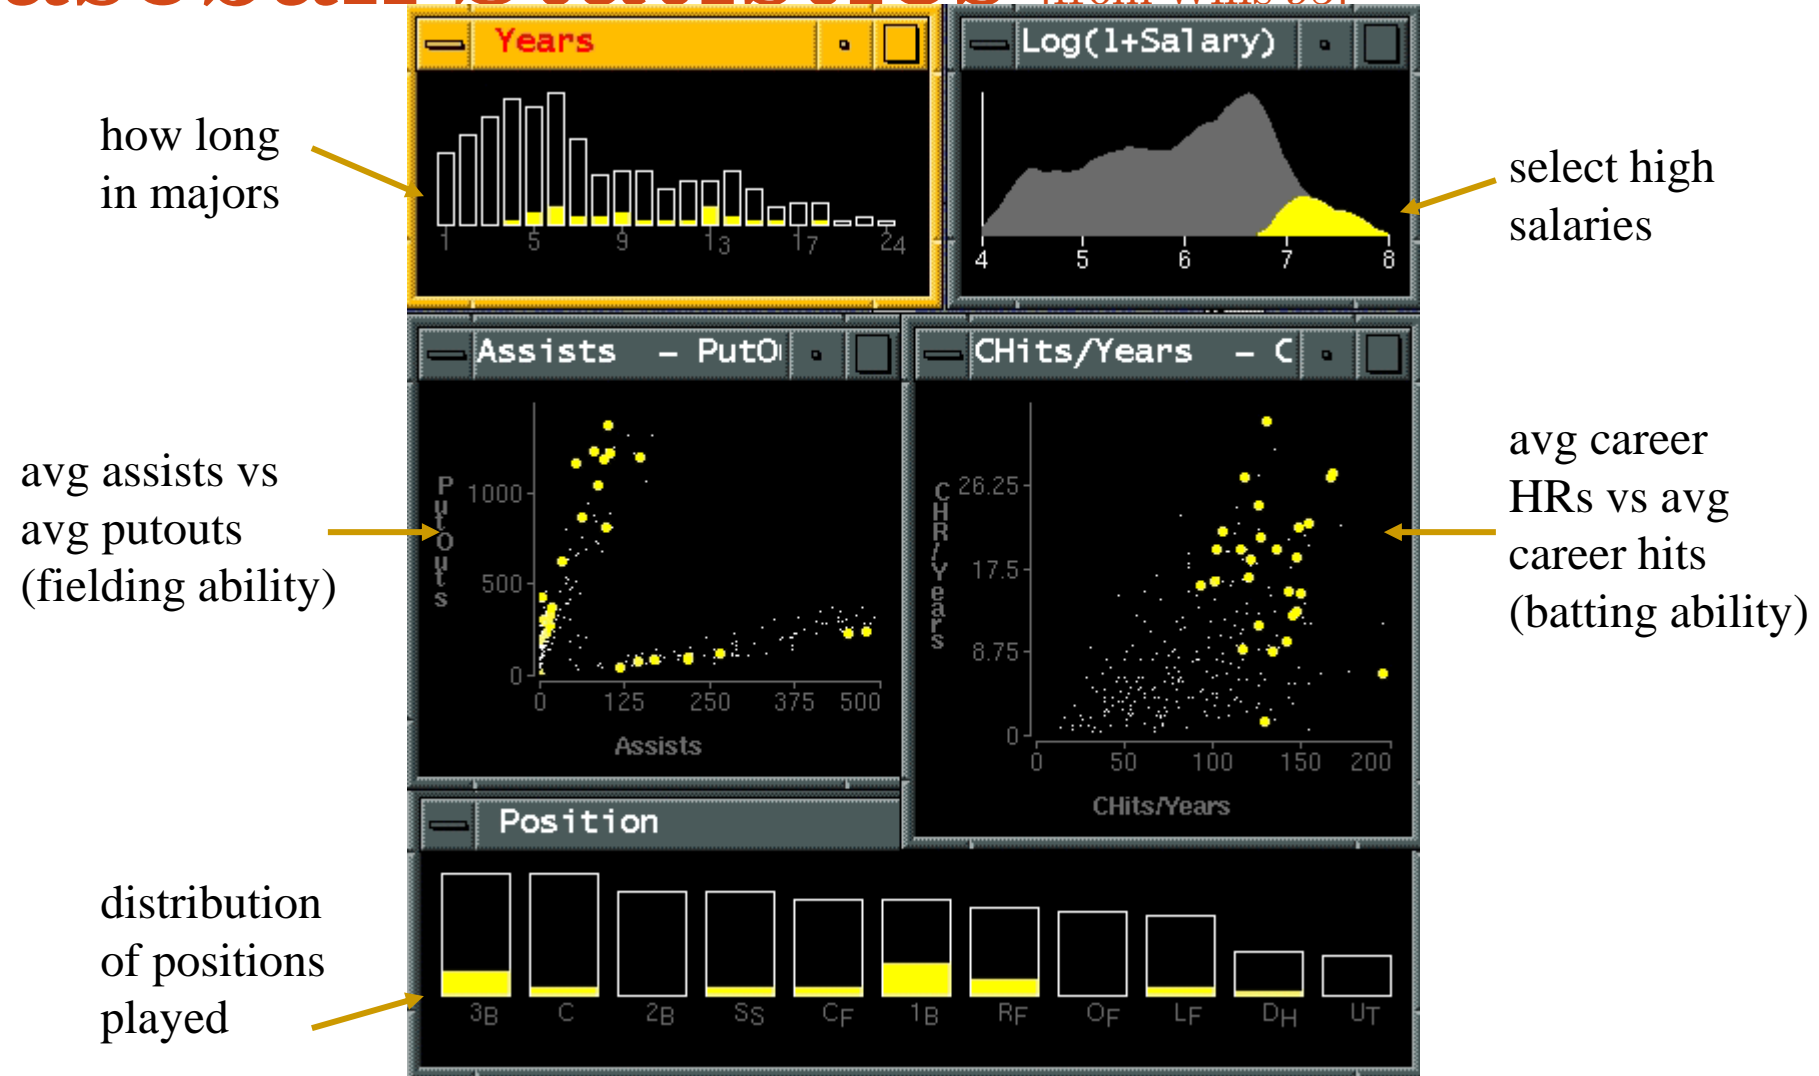 Years
Log(1+Salary)
how long
in majors
1 5 9 13 17 24
4 5 6 7 8
select high
salaries
Assists - PutO
CHits/Years - C
avg assists vs
avg putouts
(fielding ability)
PutOuts
1000
500
0
0 125 250 375 500
Assists
CHR/Years
26.25
17.5
8.75
0
0 50 100 150 200
CHits/Years
avg career
HRs vs avg
career hits
(batting ability)
Position
distribution
of positions
played
3B C 2B SS CF 1B RF OF LF DH UT